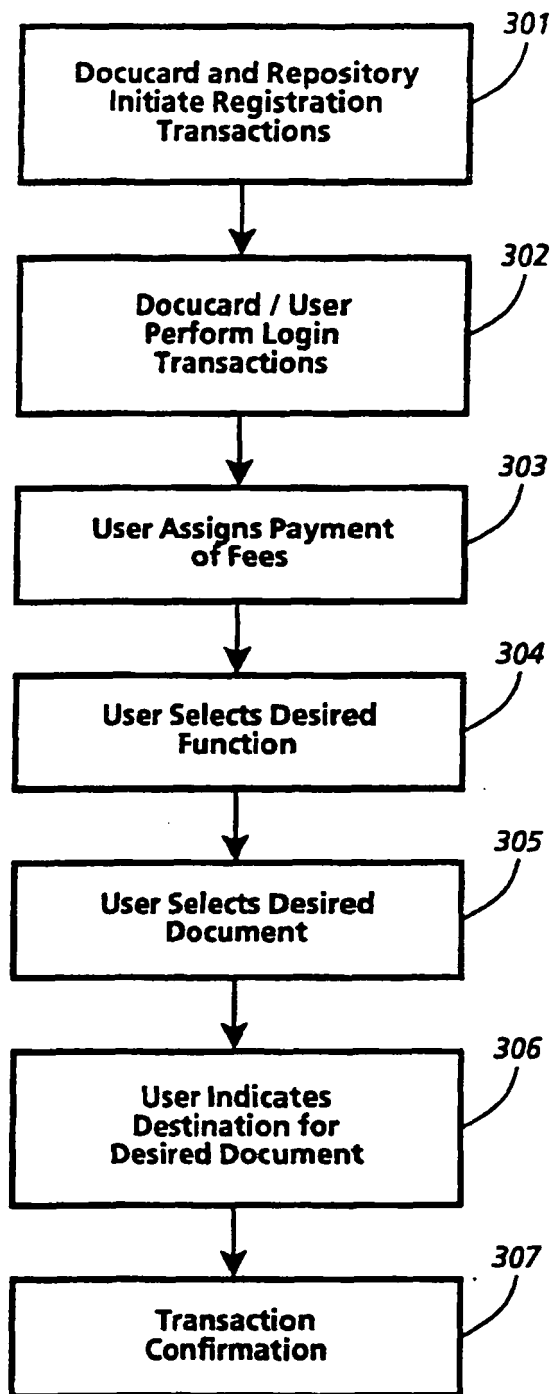 301
Docucard and Repository
Initiate Registration
Transactions
302
Docucard / User
Perform Login
Transactions
303
User Assigns Payment
of Fees
304
User Selects Desired
Function
305
User Selects Desired
Document
306
User Indicates
Destination for
Desired Document
307
Transaction
Confirmation